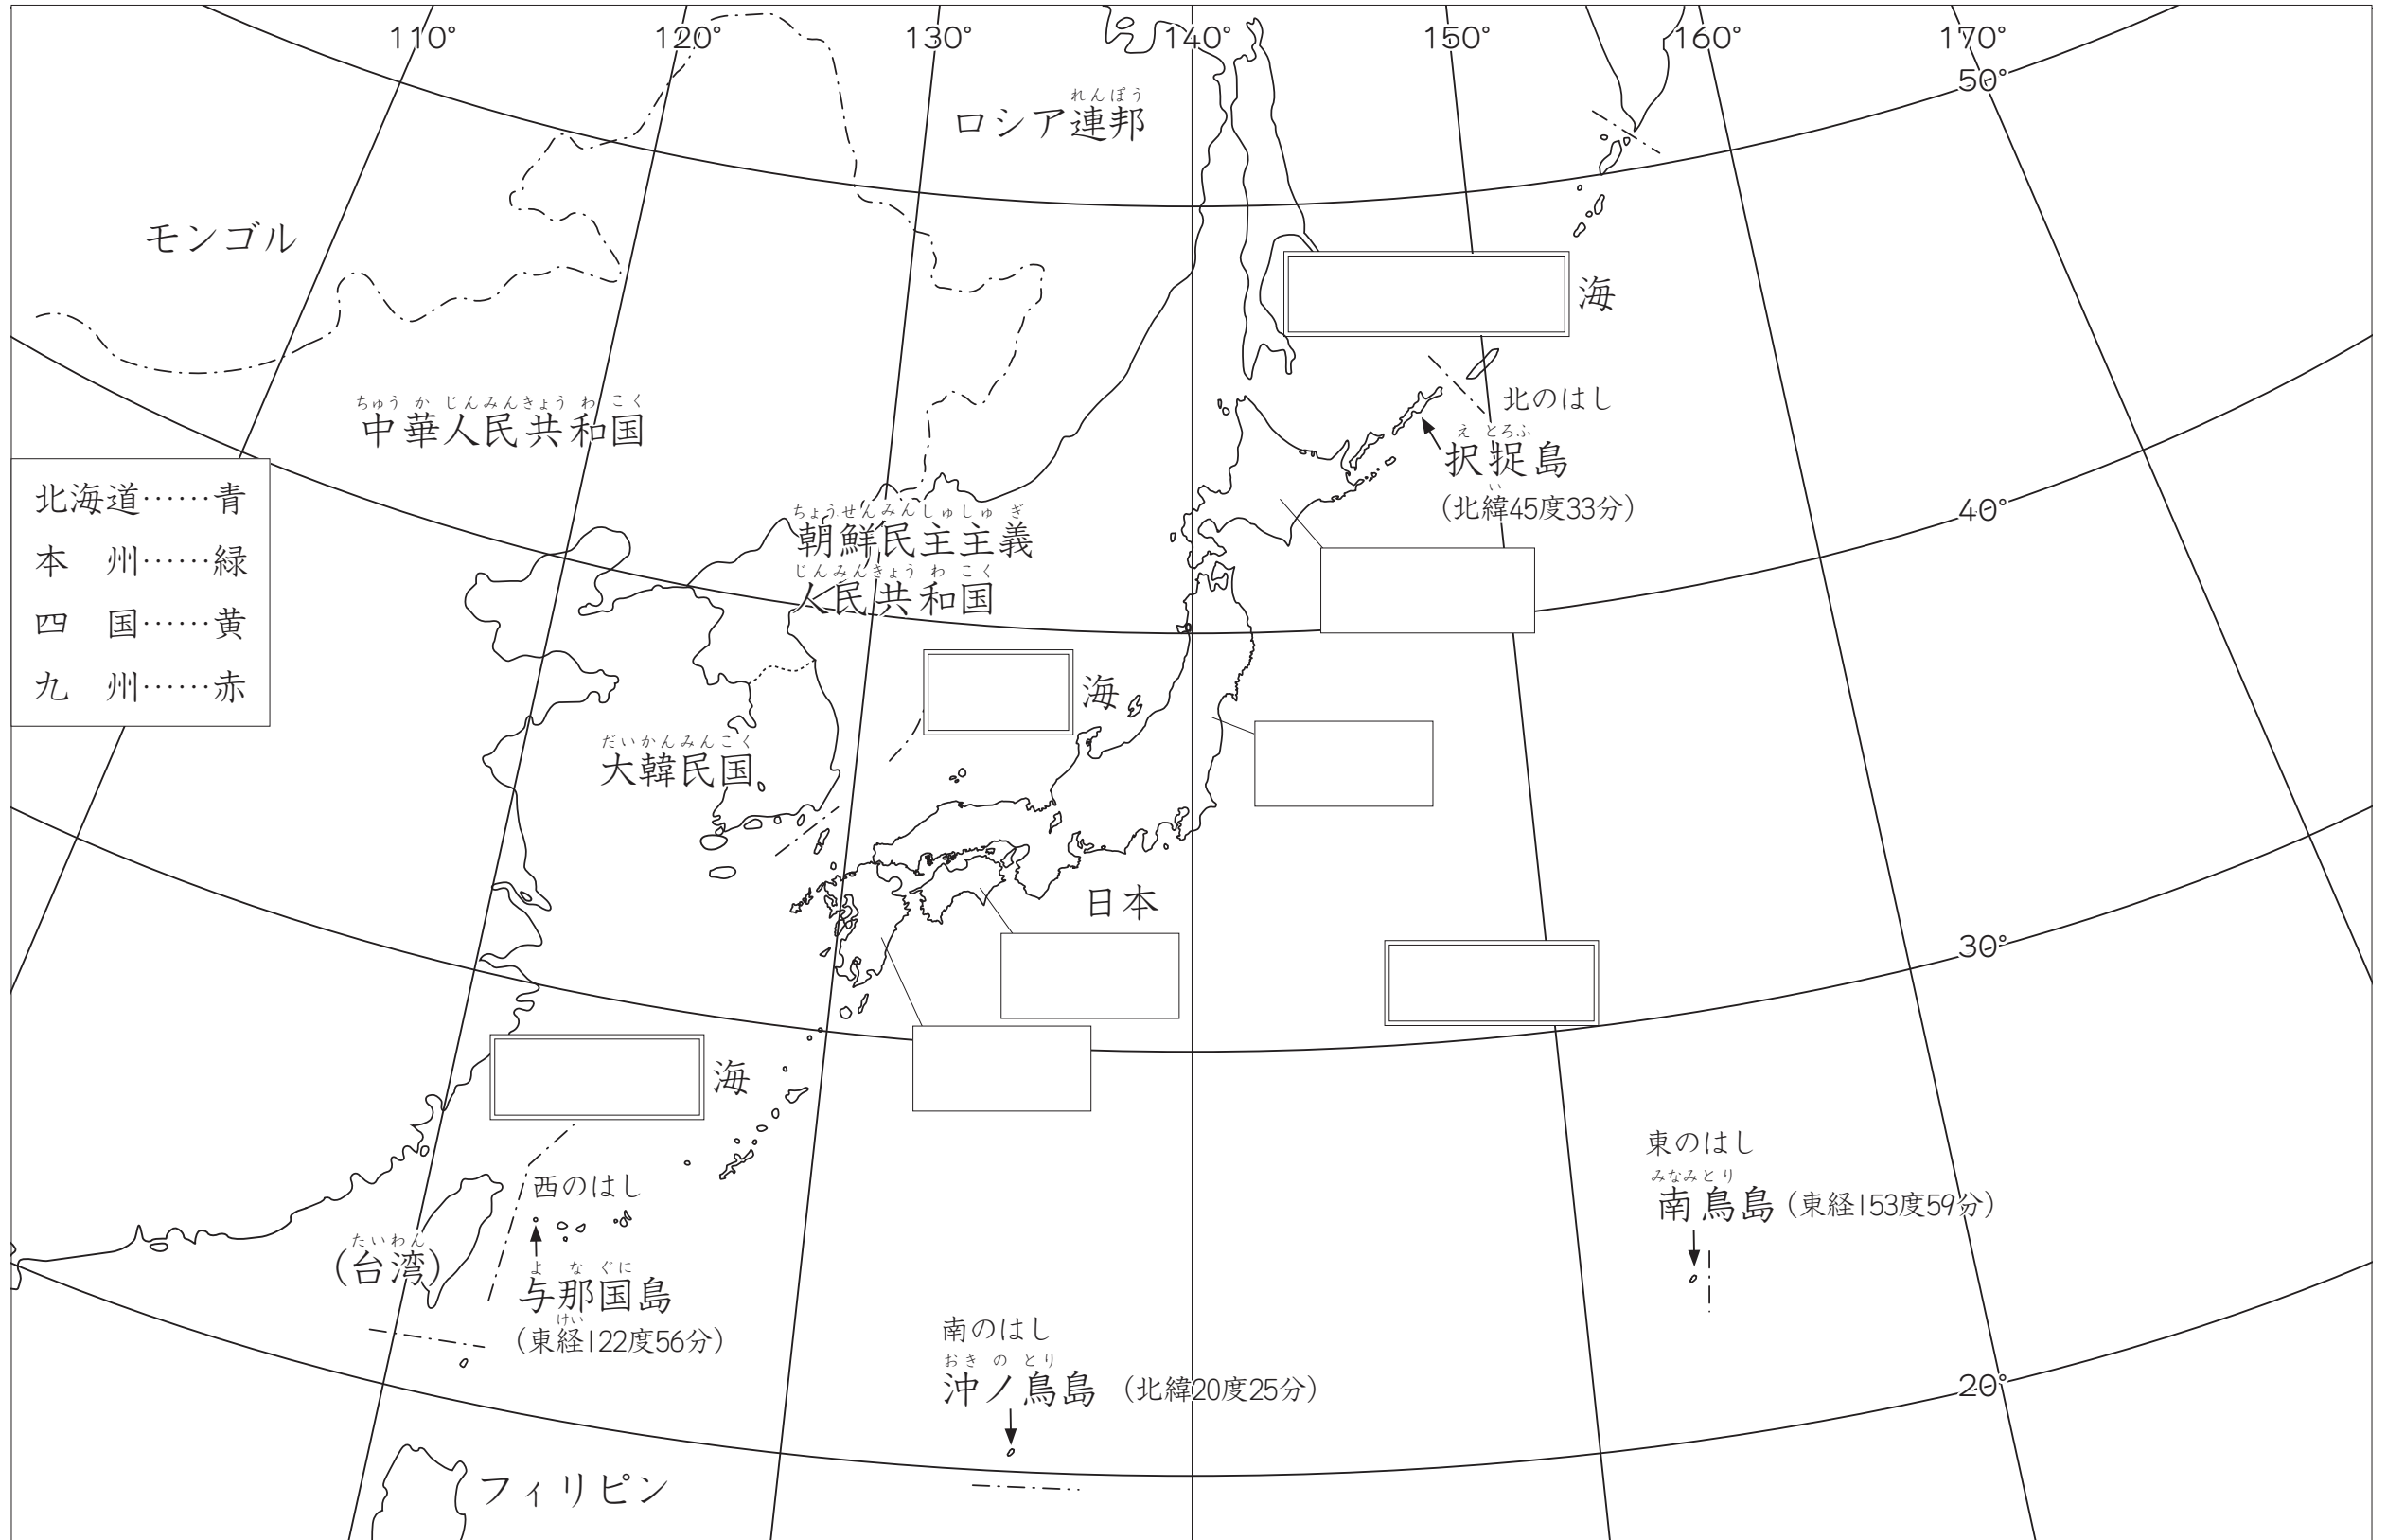 110°
120°
130°
140°
150°
160°
170°
50°
れんぽう
ロシア連邦
モンゴル
海
ちゅう か じんみんきょう わ こく
中華人民共和国
北のはし
え とろふ
択捉島
い
(北緯45度33分)
40°
北海道……青
本 州……緑
四 国……黄
九 州……赤
ちょうせんみんしゅしゅ ぎ
朝鮮民主主義
じんみんきょう わ こく
人民共和国
海
だいかんみんこく
大韓民国
日本
30°
海
東のはし
みなみとり
南鳥島(東経153度59分)
西のはし
たいわん
(台湾)
よ な ぐに
与那国島
けい
(東経122度56分)
南のはし
おき の とり
沖ノ鳥島 (北緯20度25分)
20°
フィリピン